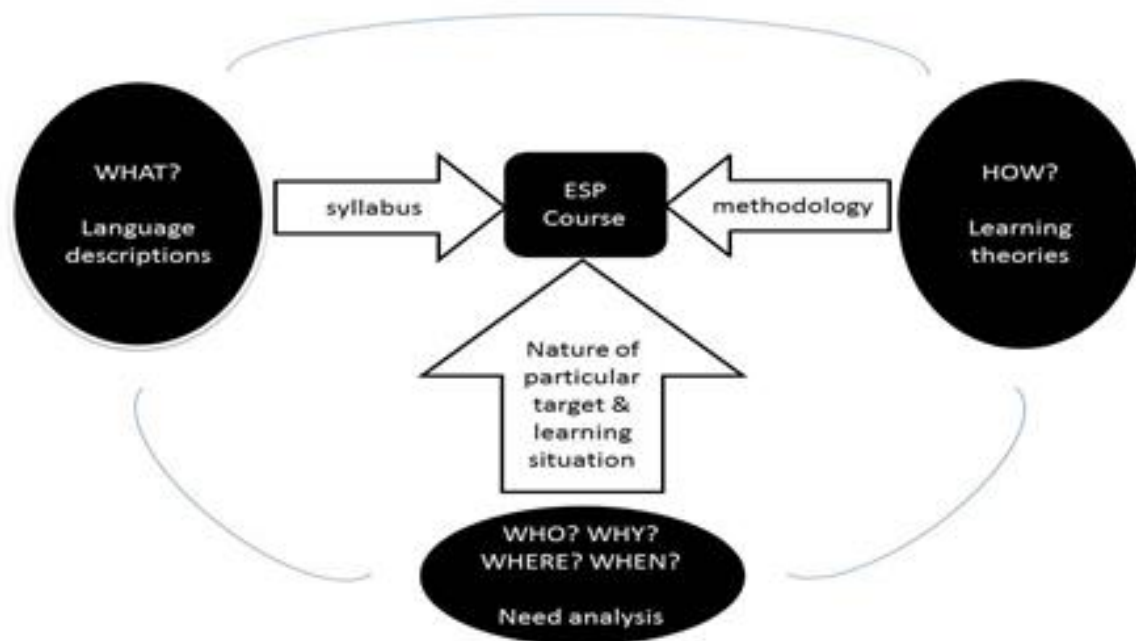 WHAT?
Language
descriptions
syllabus
ESP
Course
methodology
HOW?
Learning
theories
Nature of
particular
target &
learning
situation
WHO? WHY?
WHERE? WHEN?
Need analysis